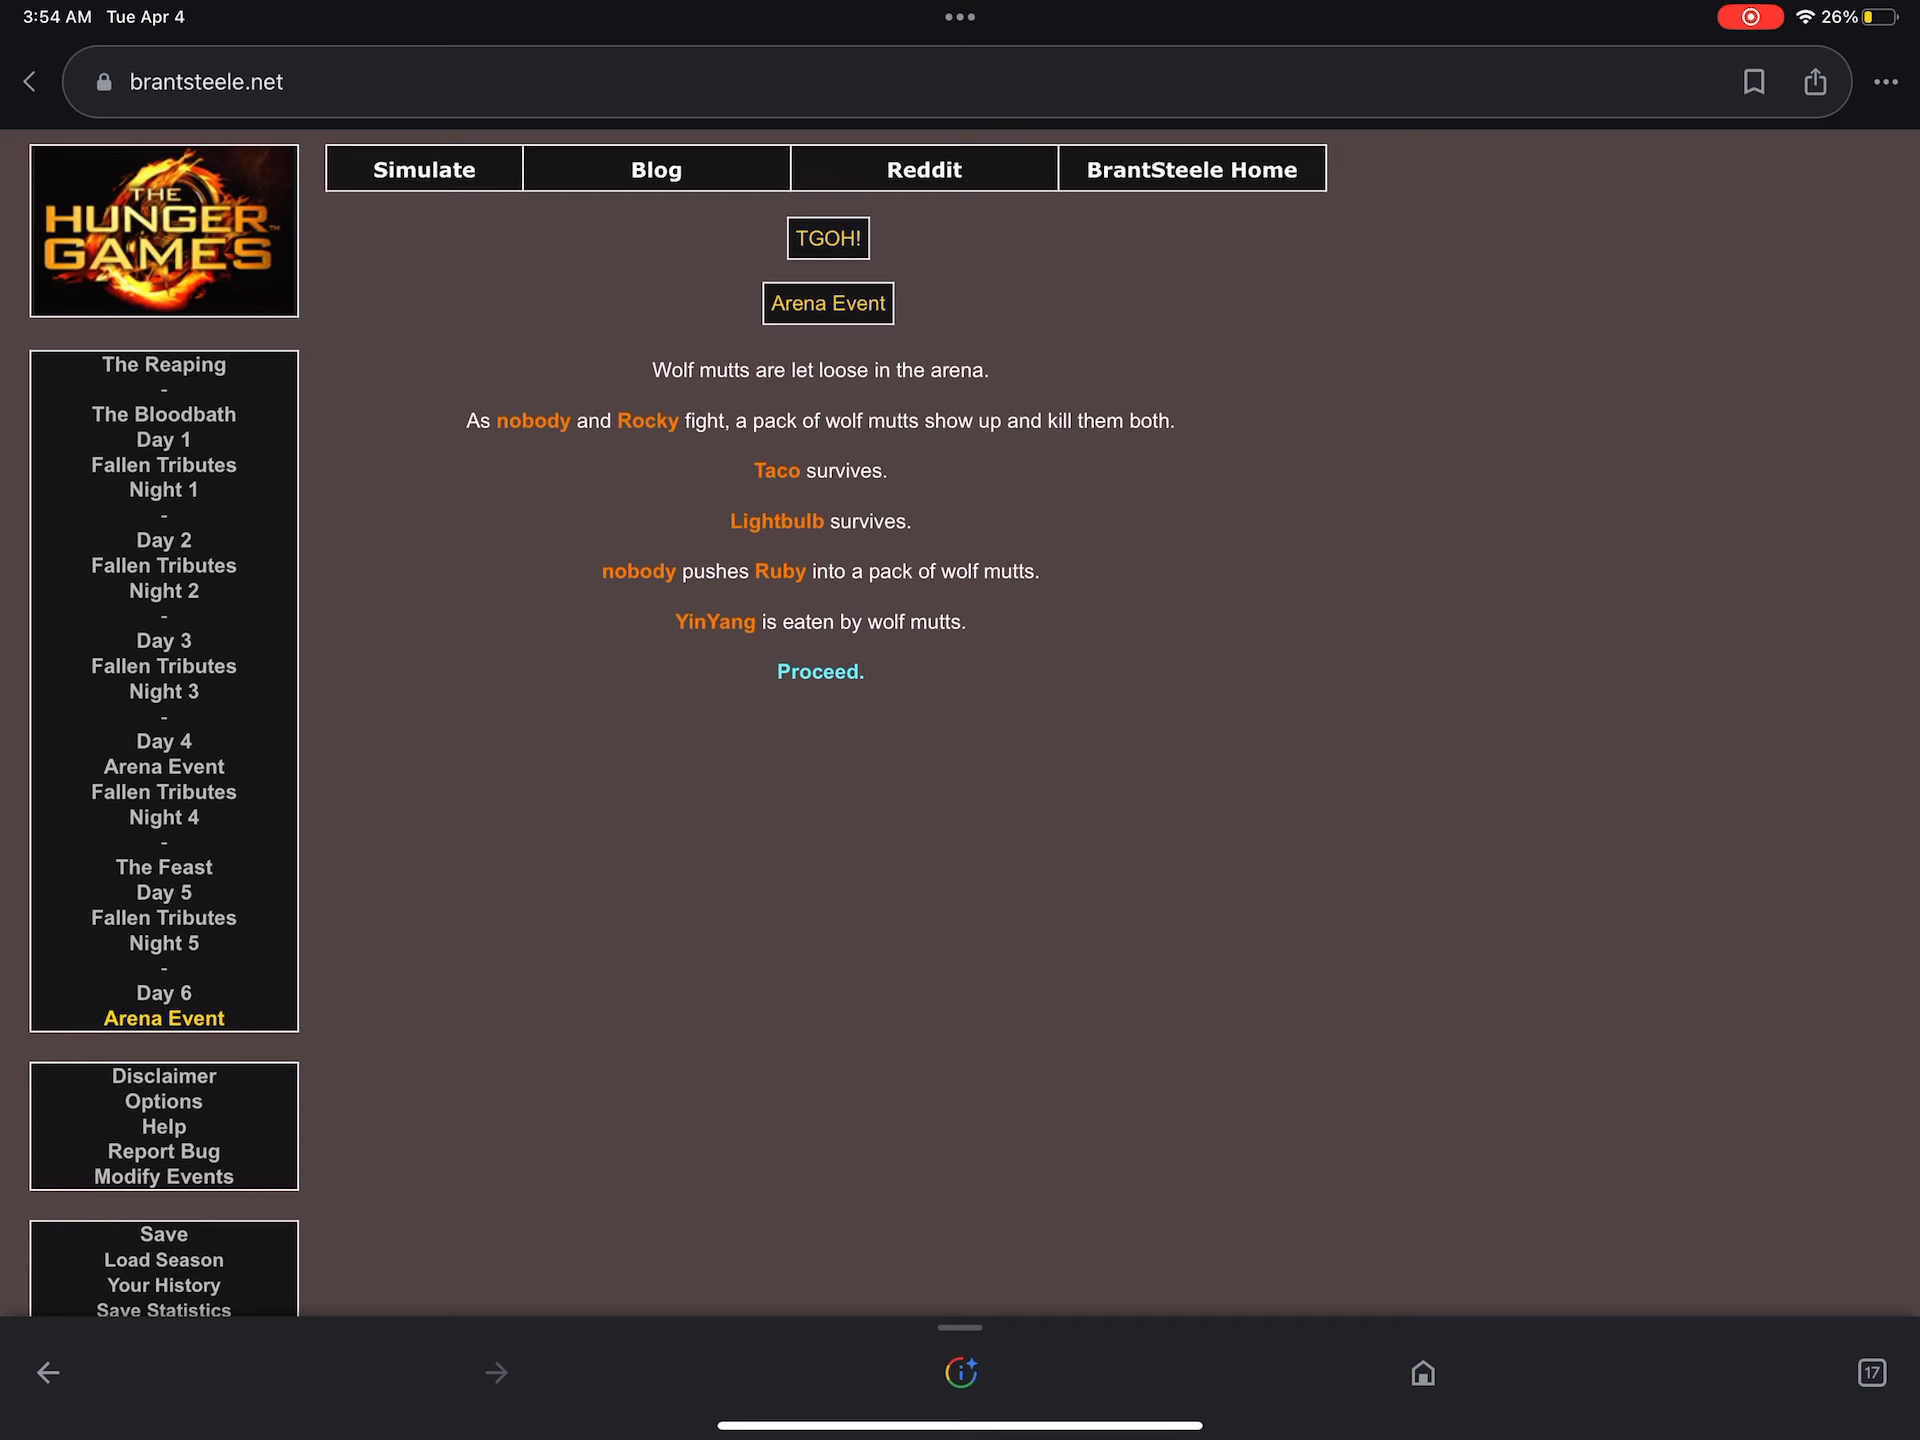 3:54 AM Tue Apr 4
26%
brantsteele.net
THE
HUNGER
GAMES
Simulate Blog Reddit BrantSteele Home
TGOH!
Arena Event
Wolf mutts are let loose in the arena.
As nobody and Rocky fight, a pack of wolf mutts show up and kill them both.
Taco survives.
Lightbulb survives.
nobody pushes Ruby into a pack of wolf mutts.
YinYang is eaten by wolf mutts.
Proceed.
The Reaping
-
The Bloodbath
Day 1
Fallen Tributes
Night 1
-
Day 2
Fallen Tributes
Night 2
-
Day 3
Fallen Tributes
Night 3
-
Day 4
Arena Event
Fallen Tributes
Night 4
-
The Feast
Day 5
Fallen Tributes
Night 5
-
Day 6
Arena Event
Disclaimer
Options
Help
Report Bug
Modify Events
Save
Load Season
Your History
Save Statistics
17